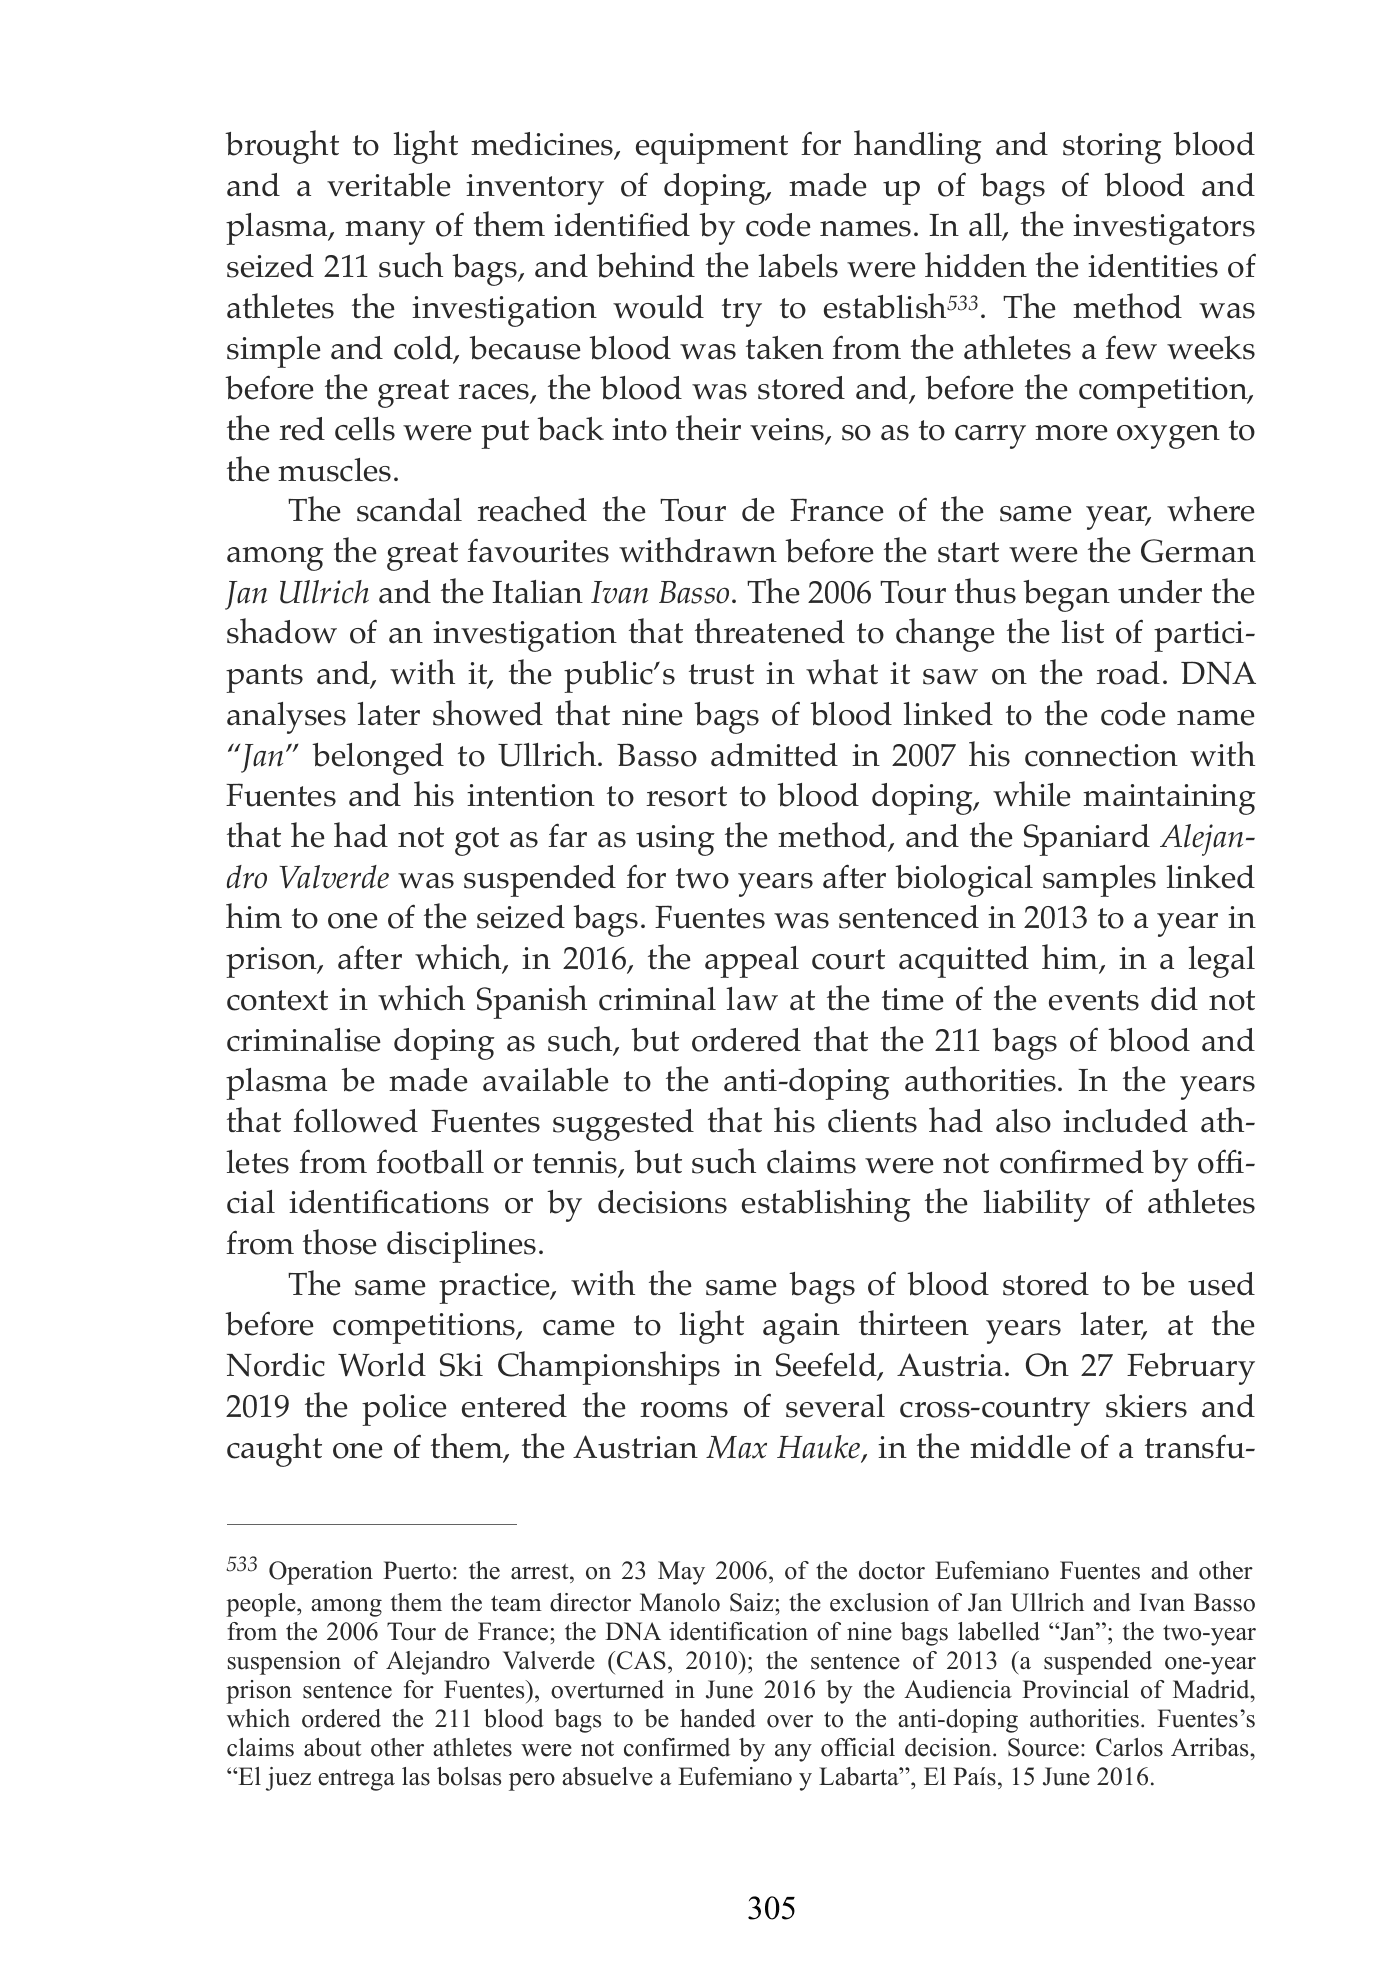 brought to light medicines, equipment for handling and storing blood
and a veritable inventory of doping, made up of bags of blood and
plasma, many of them identified by code names. In all, the investigators
seized 211 such bags, and behind the labels were hidden the identities of
athletes the investigation would try to establish533. The method was
simple and cold, because blood was taken from the athletes a few weeks
before the great races, the blood was stored and, before the competition,
the red cells were put back into their veins, so as to carry more oxygen to
the muscles.
The scandal reached the Tour de France of the same year, where
among the great favourites withdrawn before the start were the German
Jan Ullrich and the Italian Ivan Basso. The 2006 Tour thus began under the
shadow of an investigation that threatened to change the list of partici-
pants and, with it, the public’s trust in what it saw on the road. DNA
analyses later showed that nine bags of blood linked to the code name
“Jan” belonged to Ullrich. Basso admitted in 2007 his connection with
Fuentes and his intention to resort to blood doping, while maintaining
that he had not got as far as using the method, and the Spaniard Alejan-
dro Valverde was suspended for two years after biological samples linked
him to one of the seized bags. Fuentes was sentenced in 2013 to a year in
prison, after which, in 2016, the appeal court acquitted him, in a legal
context in which Spanish criminal law at the time of the events did not
criminalise doping as such, but ordered that the 211 bags of blood and
plasma be made available to the anti-doping authorities. In the years
that followed Fuentes suggested that his clients had also included ath-
letes from football or tennis, but such claims were not confirmed by offi-
cial identifications or by decisions establishing the liability of athletes
from those disciplines.
The same practice, with the same bags of blood stored to be used
before competitions, came to light again thirteen years later, at the
Nordic World Ski Championships in Seefeld, Austria. On 27 February
2019 the police entered the rooms of several cross-country skiers and
caught one of them, the Austrian Max Hauke, in the middle of a transfu-
533 Operation Puerto: the arrest, on 23 May 2006, of the doctor Eufemiano Fuentes and other
people, among them the team director Manolo Saiz; the exclusion of Jan Ullrich and Ivan Basso
from the 2006 Tour de France; the DNA identification of nine bags labelled “Jan”; the two-year
suspension of Alejandro Valverde (CAS, 2010); the sentence of 2013 (a suspended one-year
prison sentence for Fuentes), overturned in June 2016 by the Audiencia Provincial of Madrid,
which ordered the 211 blood bags to be handed over to the anti-doping authorities. Fuentes’s
claims about other athletes were not confirmed by any official decision. Source: Carlos Arribas,
“El juez entrega las bolsas pero absuelve a Eufemiano y Labarta”, El País, 15 June 2016.
305